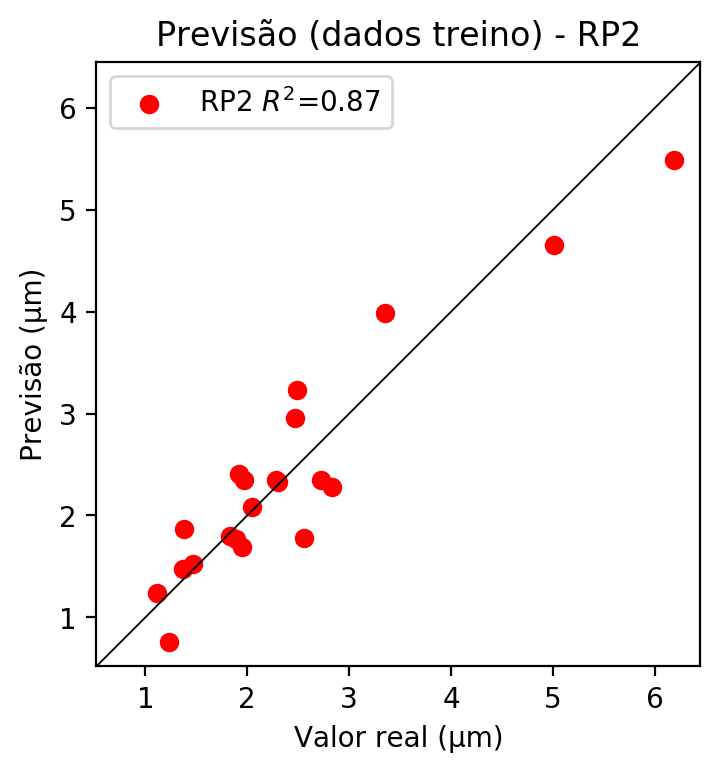 Previsão (dados treino) - RP2
RP2 R²=0.87
Previsão (µm)
6
5
4
3
2
1
1 2 3 4 5 6
Valor real (µm)